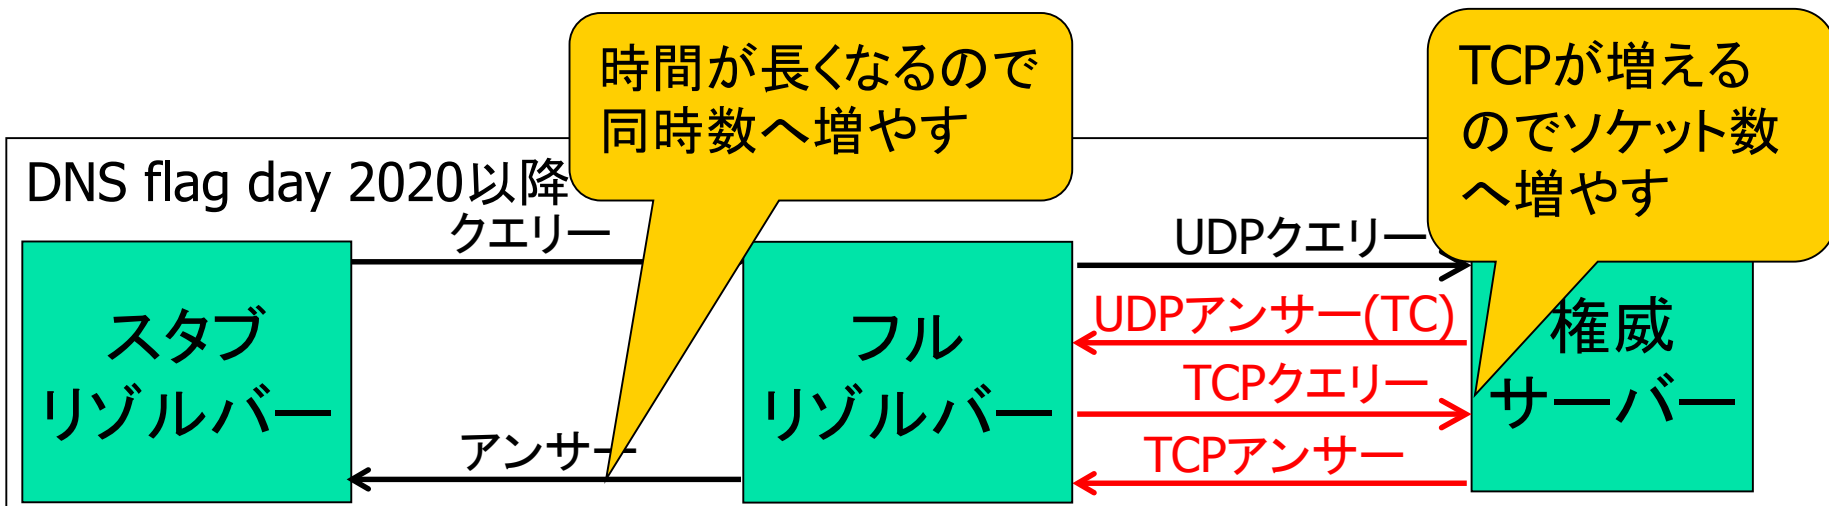 時間が長くなるので
同時数へ増やす
TCPが増える
のでソケット数
へ増やす
DNS flag day 2020以降
クエリー
UDPクエリー
スタブ
リゾルバー
フル
リゾルバー
UDPアンサー(TC)
権威
サーバー
TCPクエリー
アンサー
TCPアンサー